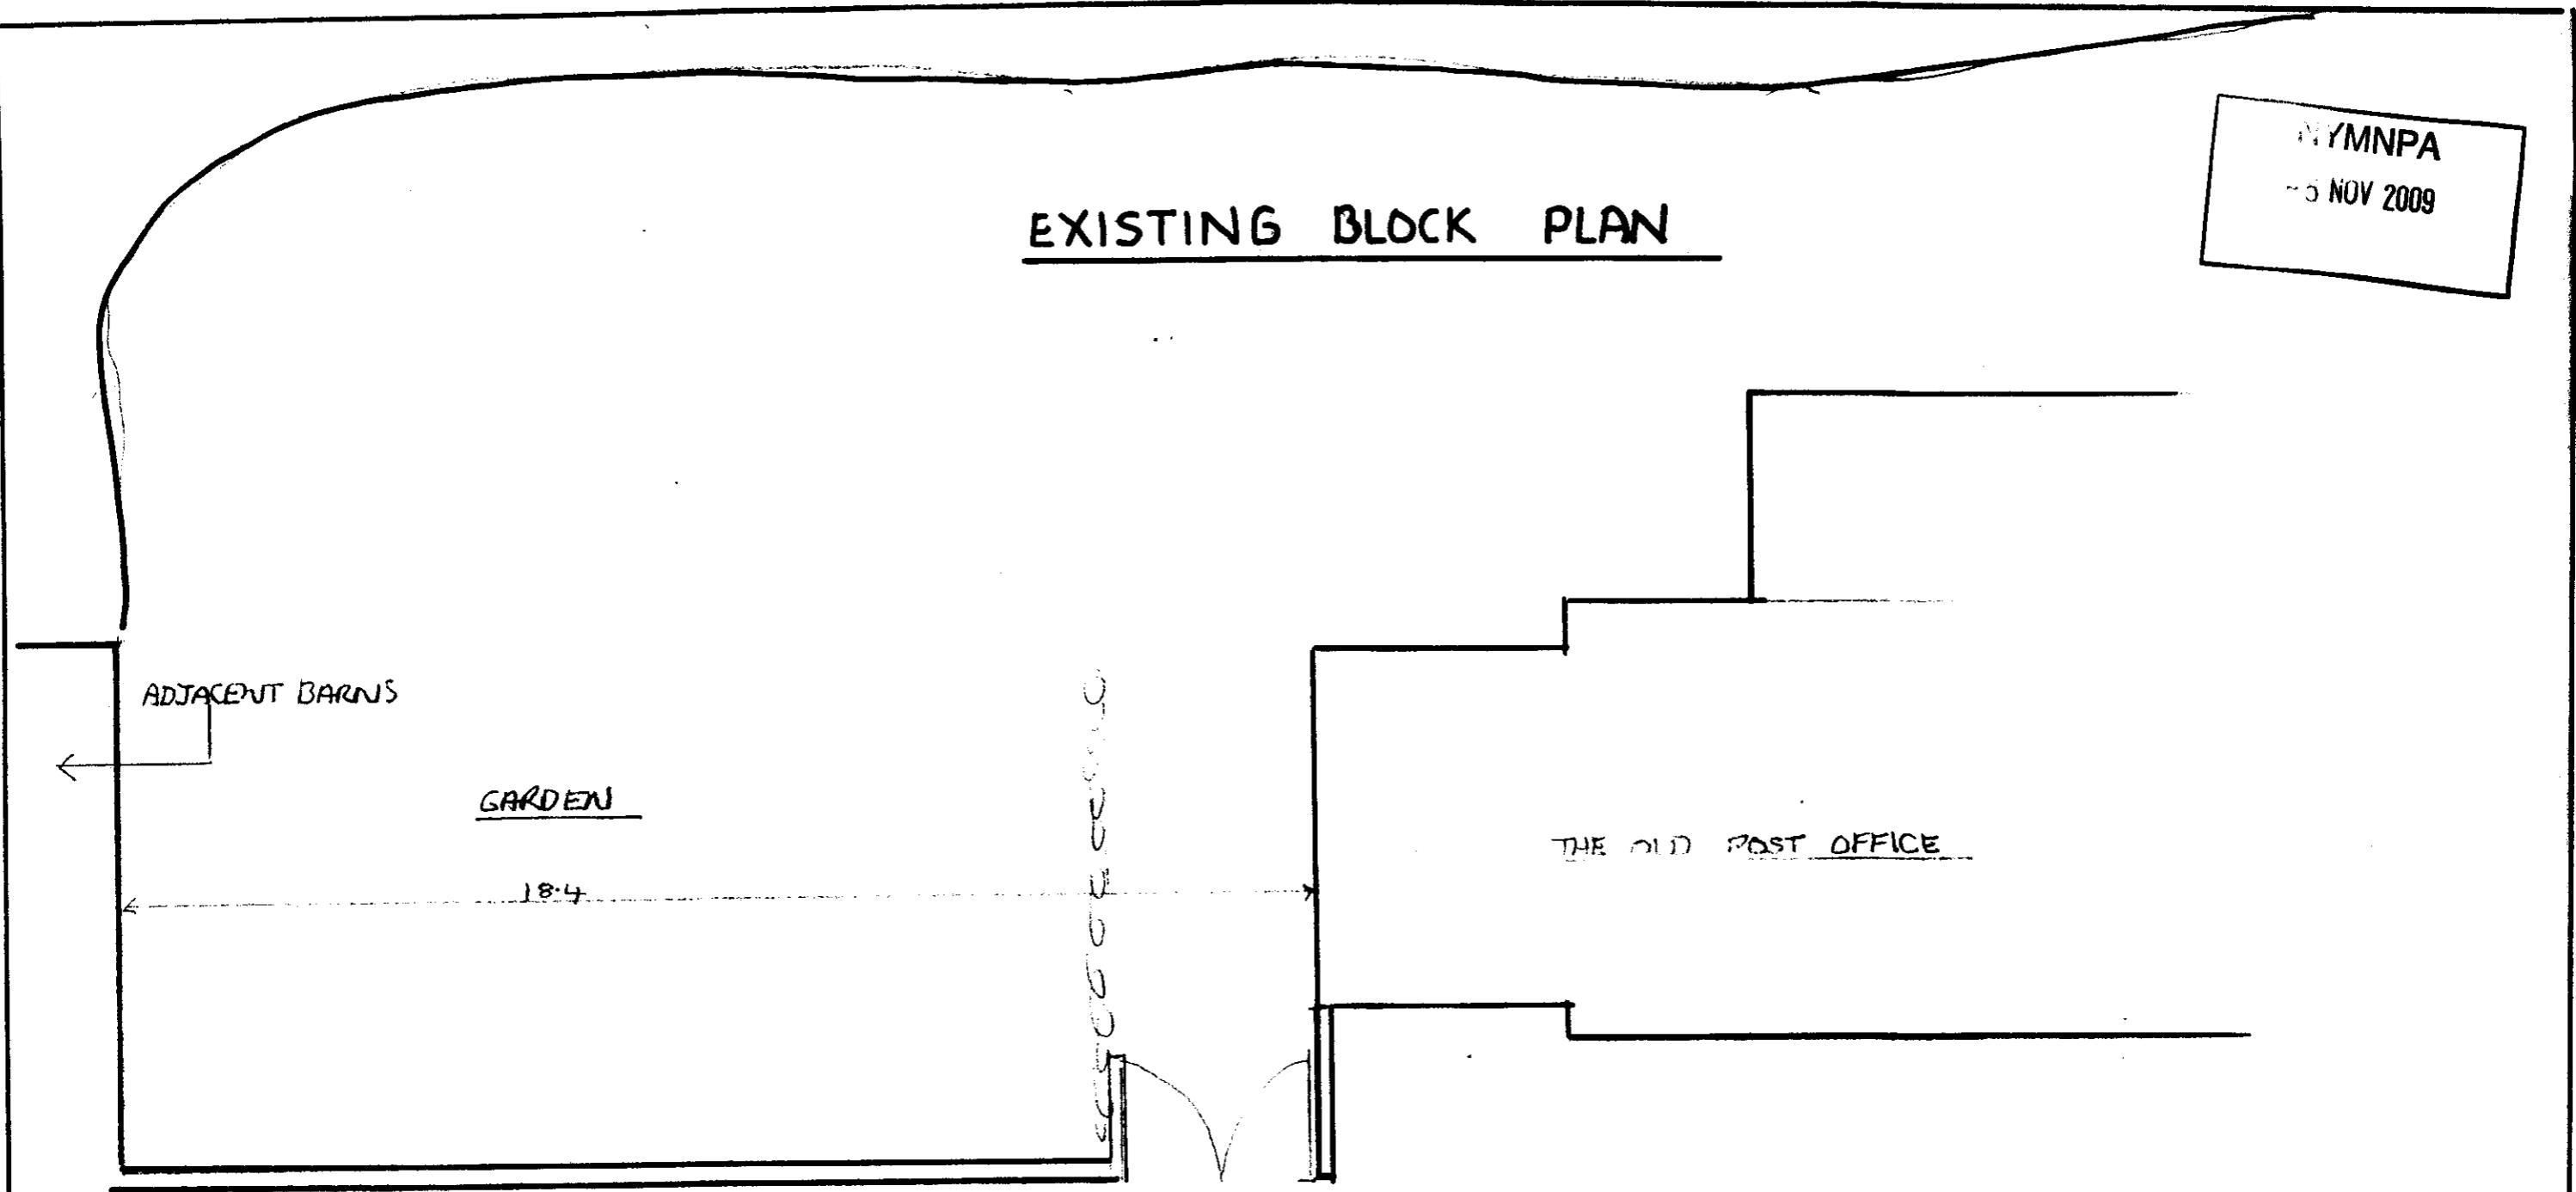 NYMNPA
NOV 2009
EXISTING BLOCK PLAN
ADJACENT BARNS
GARDEN
THE OLD POST OFFICE
18.4